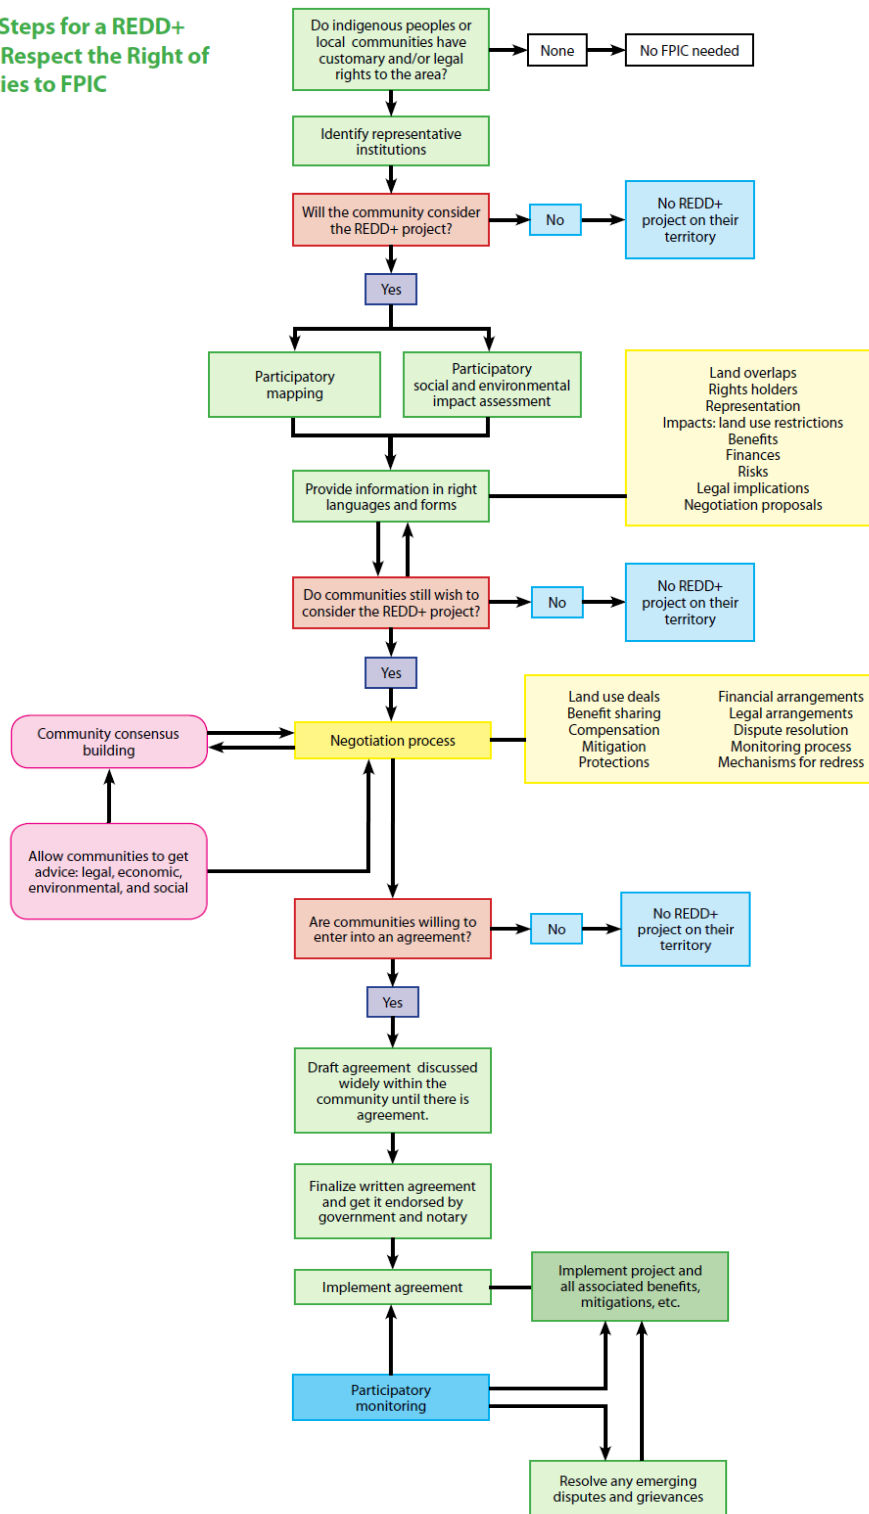 Steps for a REDD+
Respect the Right of
ies to FPIC
Do indigenous peoples or
local communities have
customary and/or legal
rights to the area?
None
No FPIC needed
Identify representative
institutions
Will the community consider
the REDD+ project?
No
No REDD+
project on their
territory
Yes
Participatory
mapping
Participatory
social and environmental
impact assessment
Land overlaps
Rights holders
Representation
Impacts: land use restrictions
Benefits
Finances
Risks
Legal implications
Negotiation proposals
Provide information in right
languages and forms
Do communities still wish to
consider the REDD+ project?
No
No REDD+
project on their
territory
Yes
Community consensus
building
Negotiation process
Land use deals
Benefit sharing
Compensation
Mitigation
Protections
Financial arrangements
Legal arrangements
Dispute resolution
Monitoring process
Mechanisms for redress
Allow communities to get
advice: legal, economic,
environmental, and social
Are communities willing to
enter into an agreement?
No
No REDD+
project on their
territory
Yes
Draft agreement discussed
widely within the
community until there is
agreement.
Finalize written agreement
and get it endorsed by
government and notary
Implement agreement
Implement project and
all associated benefits,
mitigations, etc.
Participatory
monitoring
Resolve any emerging
disputes and grievances